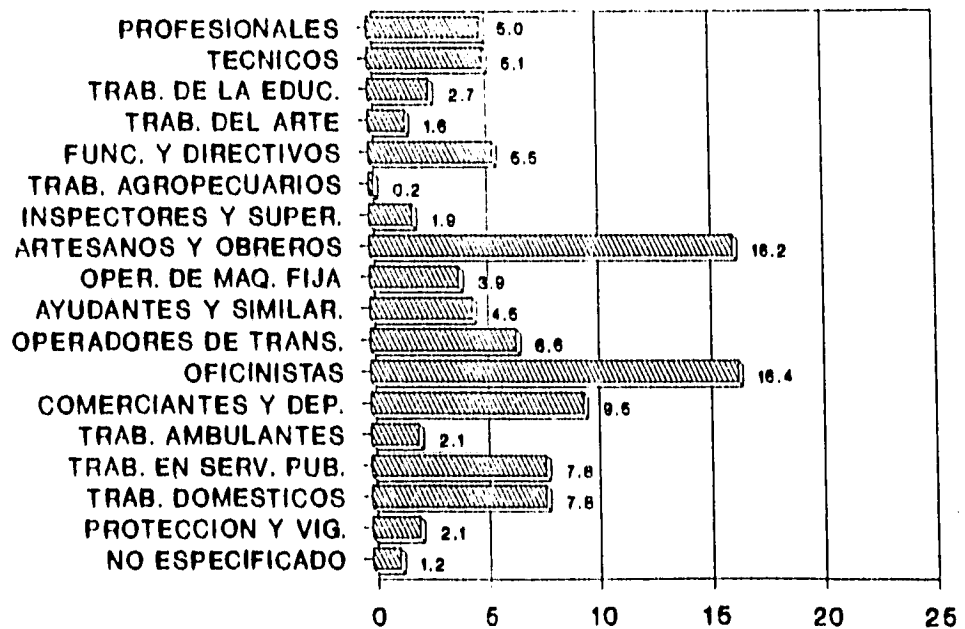 PROFESIONALES 5.0
TECNICOS 5.1
TRAB. DE LA EDUC. 2.7
TRAB. DEL ARTE 1.6
FUNC. Y DIRECTIVOS 5.5
TRAB. AGROPECUARIOS 0.2
INSPECTORES Y SUPER. 1.9
ARTESANOS Y OBREROS 16.2
OPER. DE MAQ. FIJA 3.9
AYUDANTES Y SIMILAR. 4.5
OPERADORES DE TRANS. 6.6
OFICINISTAS 16.4
COMERCIANTES Y DEP. 9.5
TRAB. AMBULANTES 2.1
TRAB. EN SERV. PUB. 7.8
TRAB. DOMESTICOS 7.8
PROTECCION Y VIG. 2.1
NO ESPECIFICADO 1.2
0 5 10 15 20 25